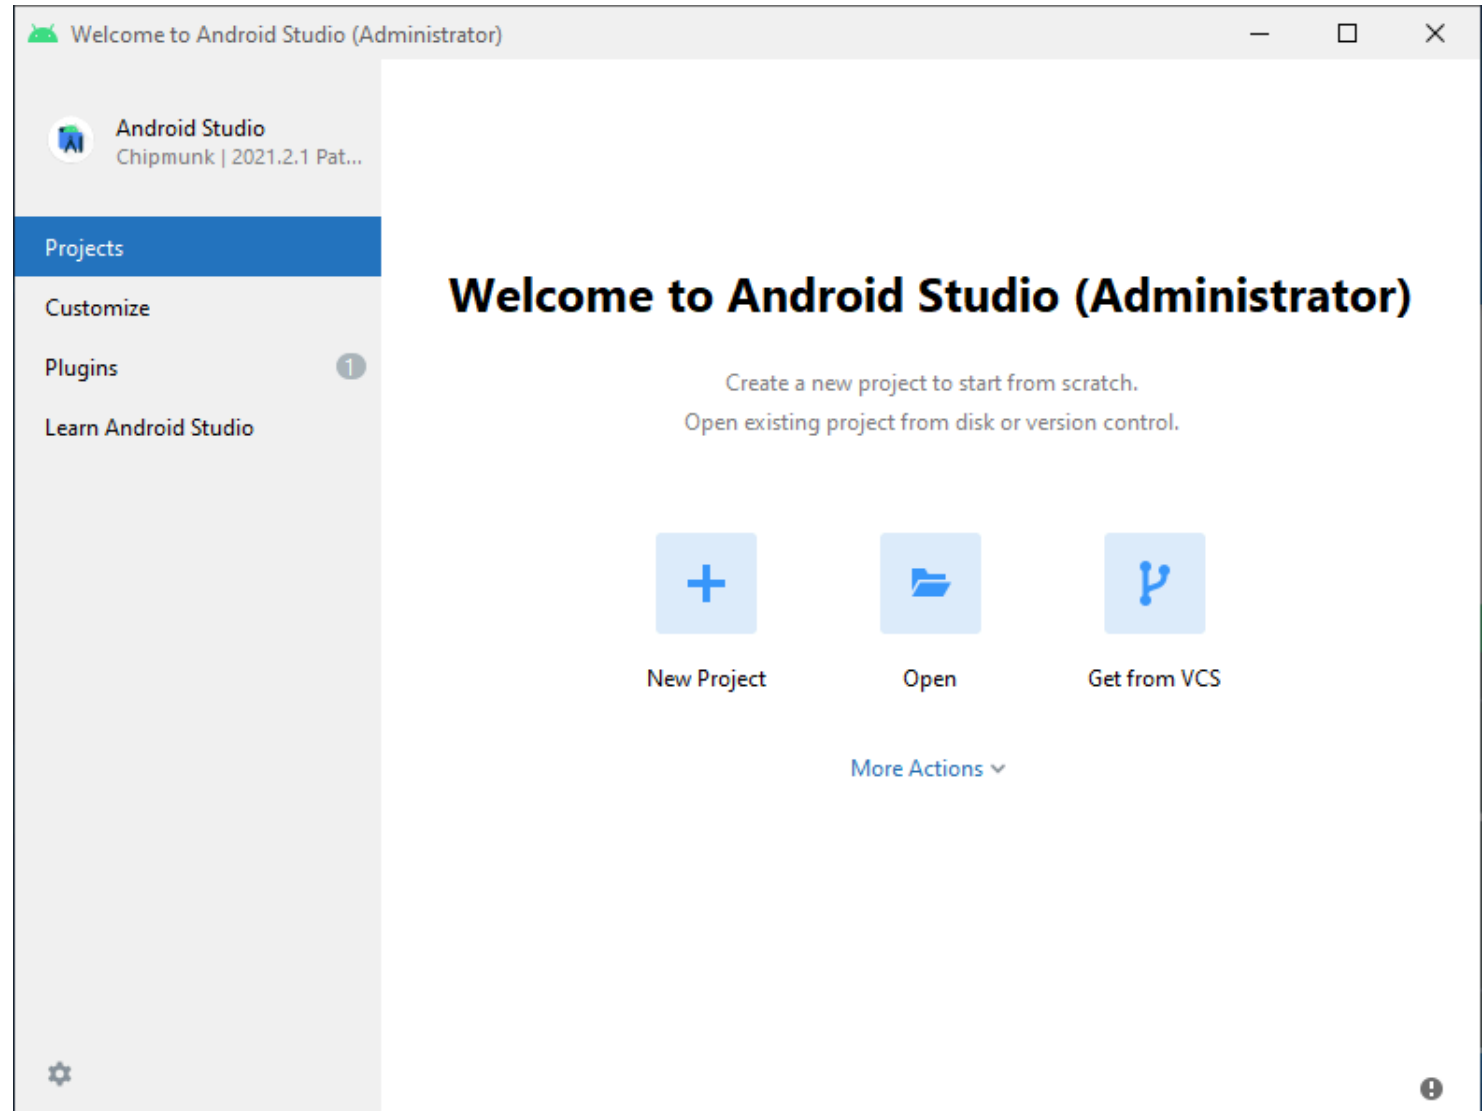 Welcome to Android Studio (Administrator)
Android Studio
Chipmunk | 2021.2.1 Pat...
Projects
Customize
Plugins
1
Learn Android Studio
Welcome to Android Studio (Administrator)
Create a new project to start from scratch.
Open existing project from disk or version control.
New Project
Open
Get from VCS
More Actions